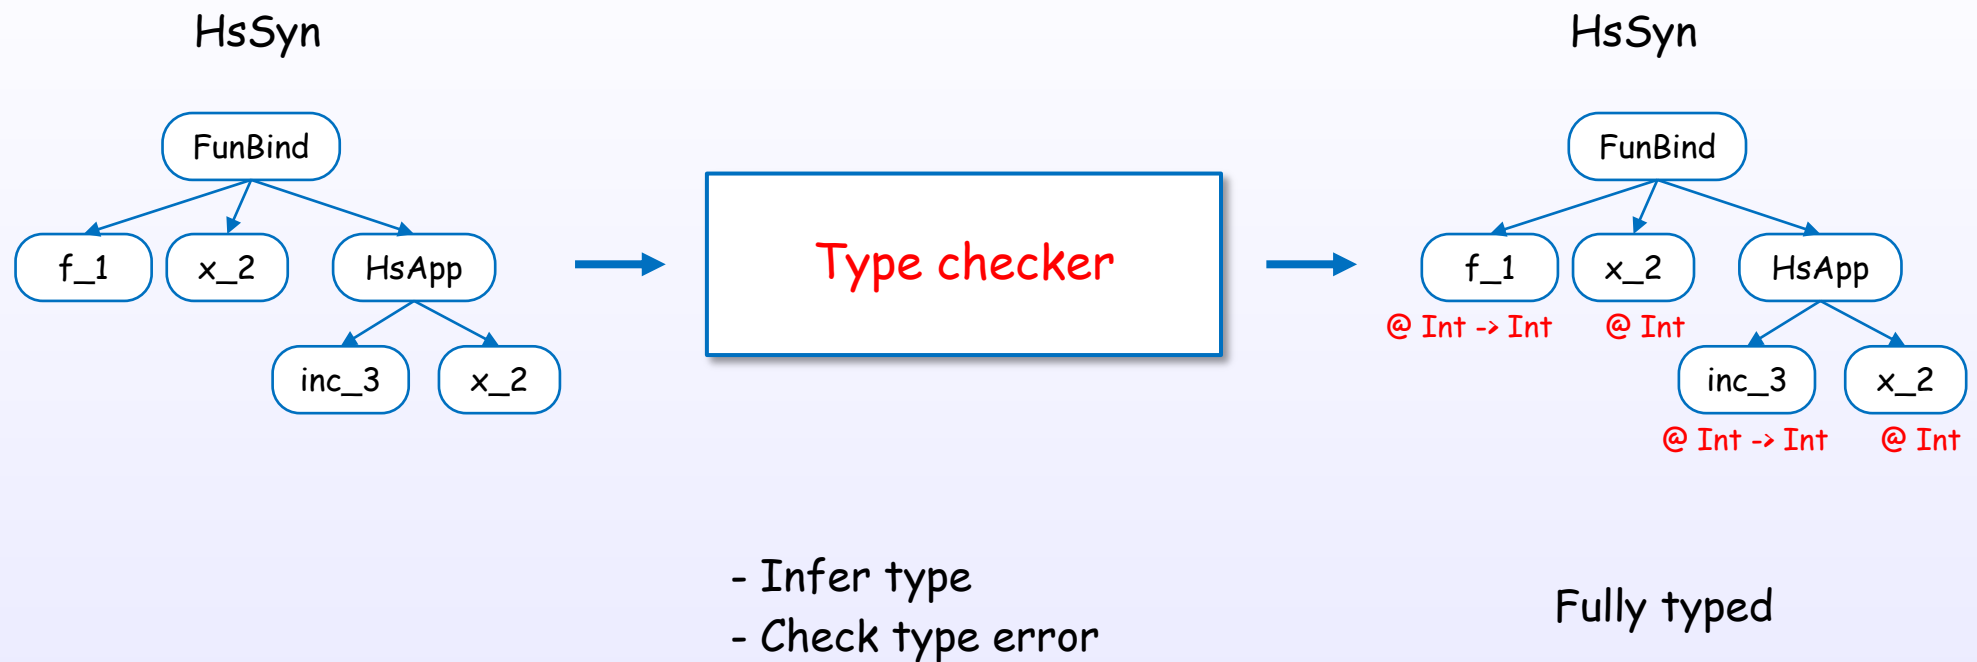 HsSyn
FunBind
f_1
x_2
HsApp
inc_3
x_2
Type checker
- Infer type
- Check type error
HsSyn
FunBind
f_1
x_2
HsApp
@ Int -> Int
@ Int
inc_3
x_2
@ Int -> Int
@ Int
Fully typed